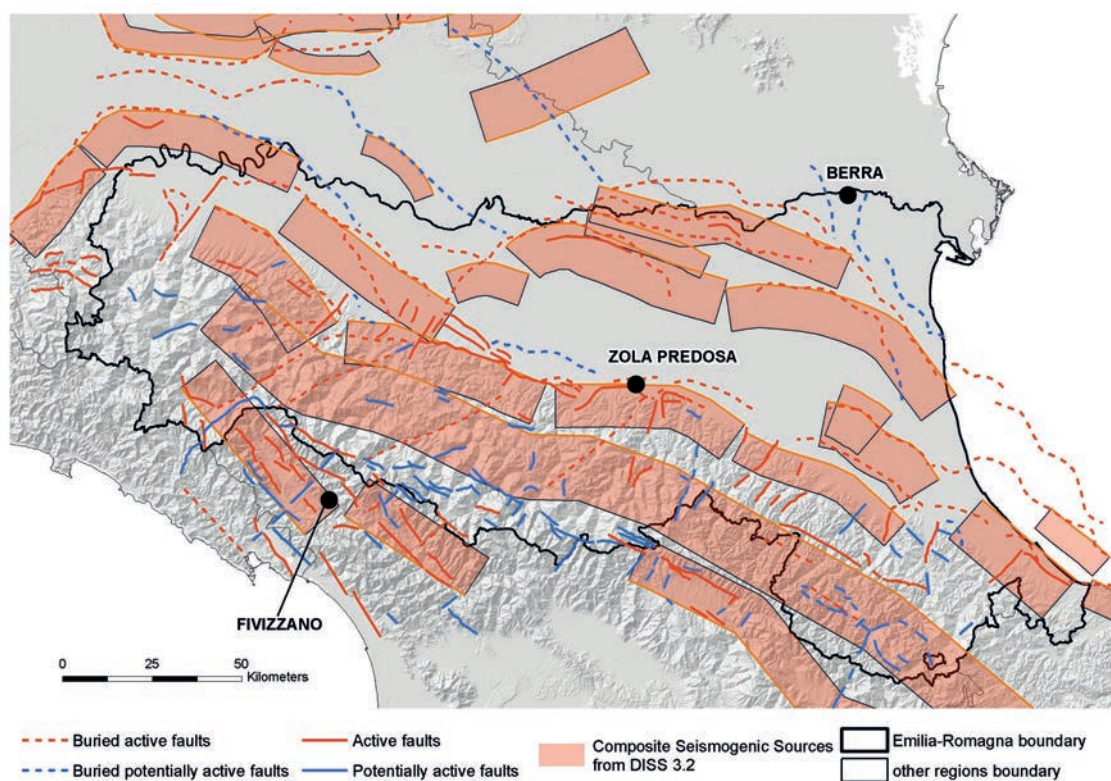 BERRA
ZOLA PREDOSA
FIVIZZANO
0 25 50
Kilometers
Buried active faults
Active faults
Composite Seismogenic Sources
from DISS 3.2
Emilia-Romagna boundary
Buried potentially active faults
Potentially active faults
other regions boundary